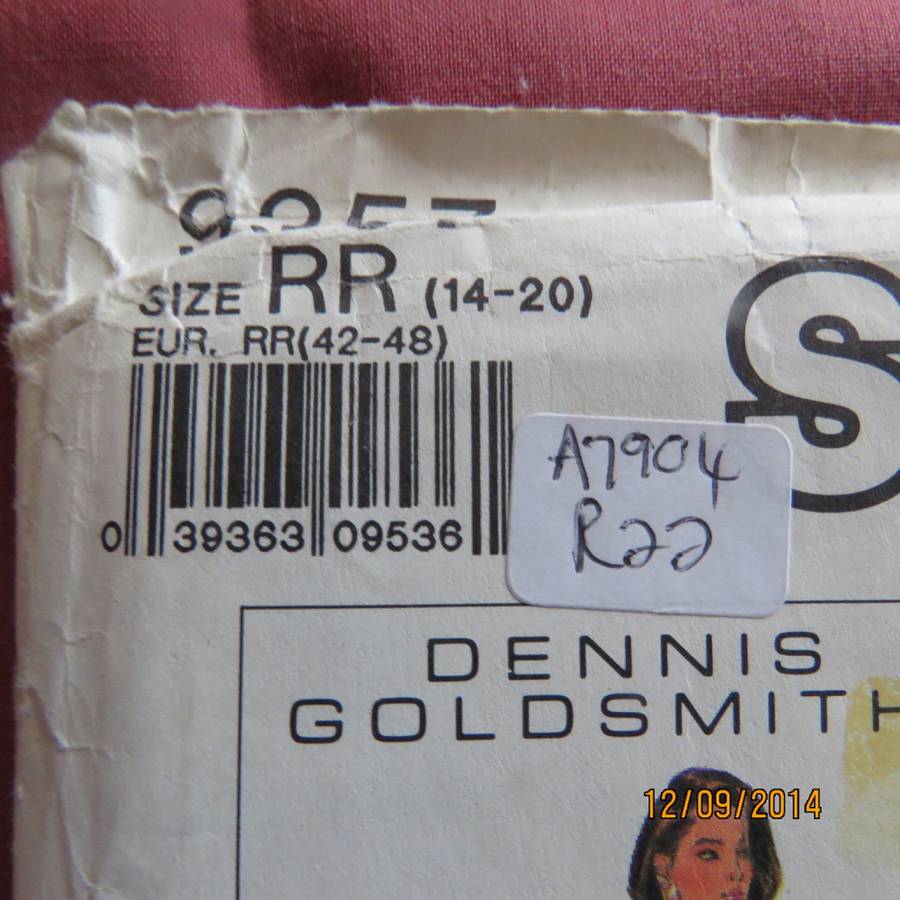 SIZE RR (14-20)
EUR. RR(42-48)
0 39363 09536
A7904
R22
DENNIS
GOLDSMITH
12/09/2014